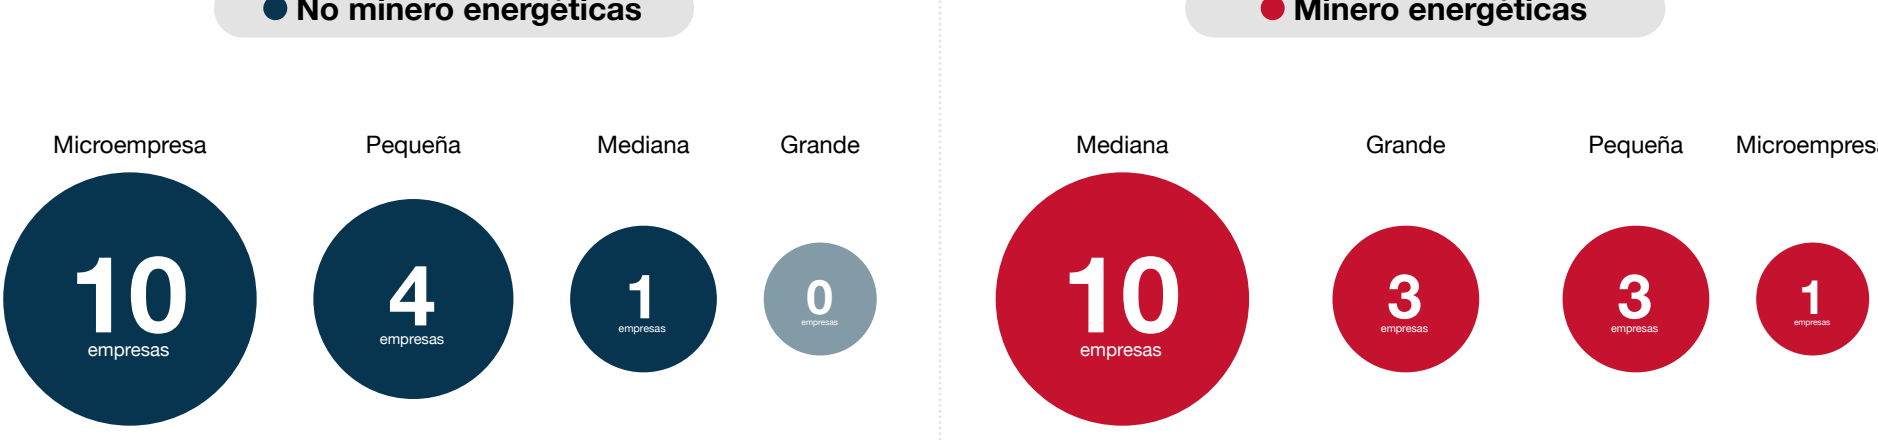 No minero energéticas
Minero energéticas
Microempresa
Pequeña
Mediana
Grande
10
empresas
4
empresas
1
empresas
0
empresas
Mediana
Grande
Pequeña
Microempresa
10
empresas
3
empresas
3
empresas
1
empresas